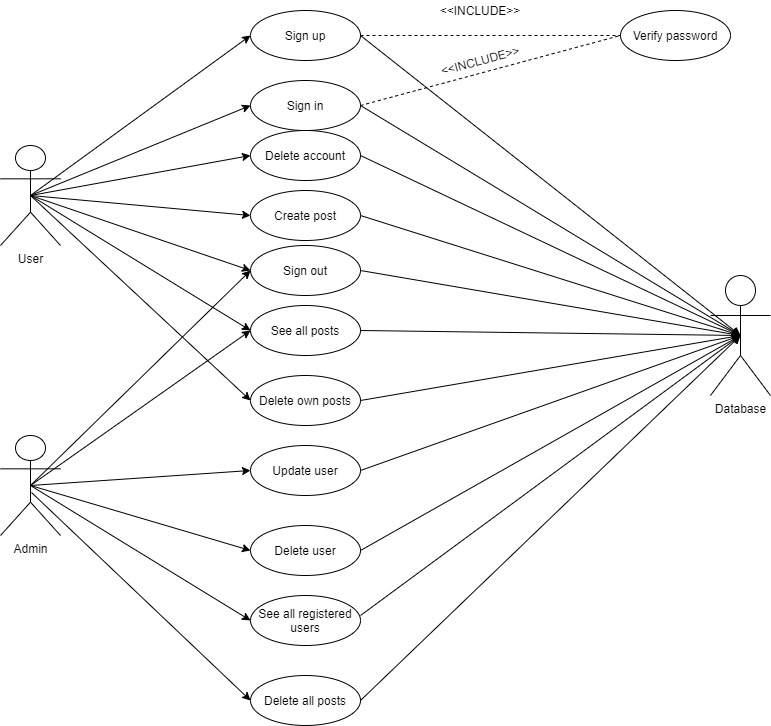 <<INCLUDE>>
Sign up
Verify password
<<INCLUDE>>
Sign in
Delete account
Create post
User
Sign out
See all posts
Database
Delete own posts
Update user
Admin
Delete user
See all registered
users
Delete all posts